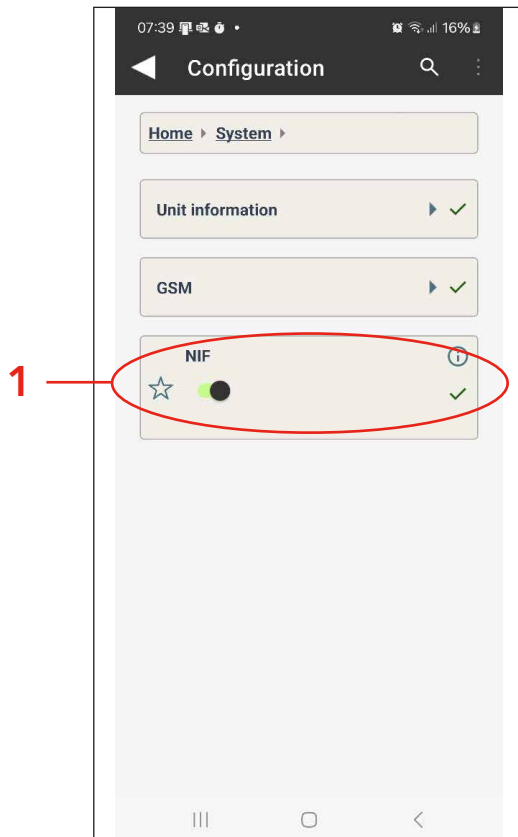 07:39 16%
Configuration
Home System
Unit information
GSM
NIF
1